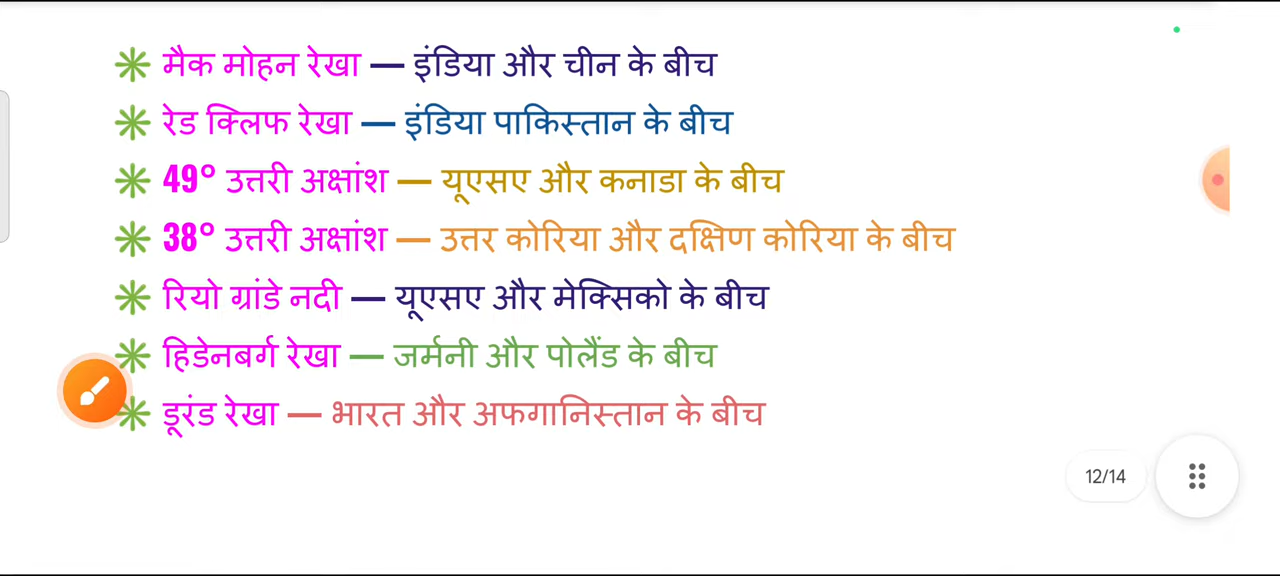 ✳️ मैक मोहन रेखा — इंडिया और चीन के बीच
✳️ रेड क्लिफ रेखा — इंडिया पाकिस्तान के बीच
✳️ 49° उत्तरी अक्षांश — यूएसए और कनाडा के बीच
✳️ 38° उत्तरी अक्षांश — उत्तर कोरिया और दक्षिण कोरिया के बीच
✳️ रियो ग्रांडे नदी — यूएसए और मेक्सिको के बीच
✳️ हिडेनबर्ग रेखा — जर्मनी और पोलैंड के बीच
✳️ डूरंड रेखा — भारत और अफगानिस्तान के बीच
12/14